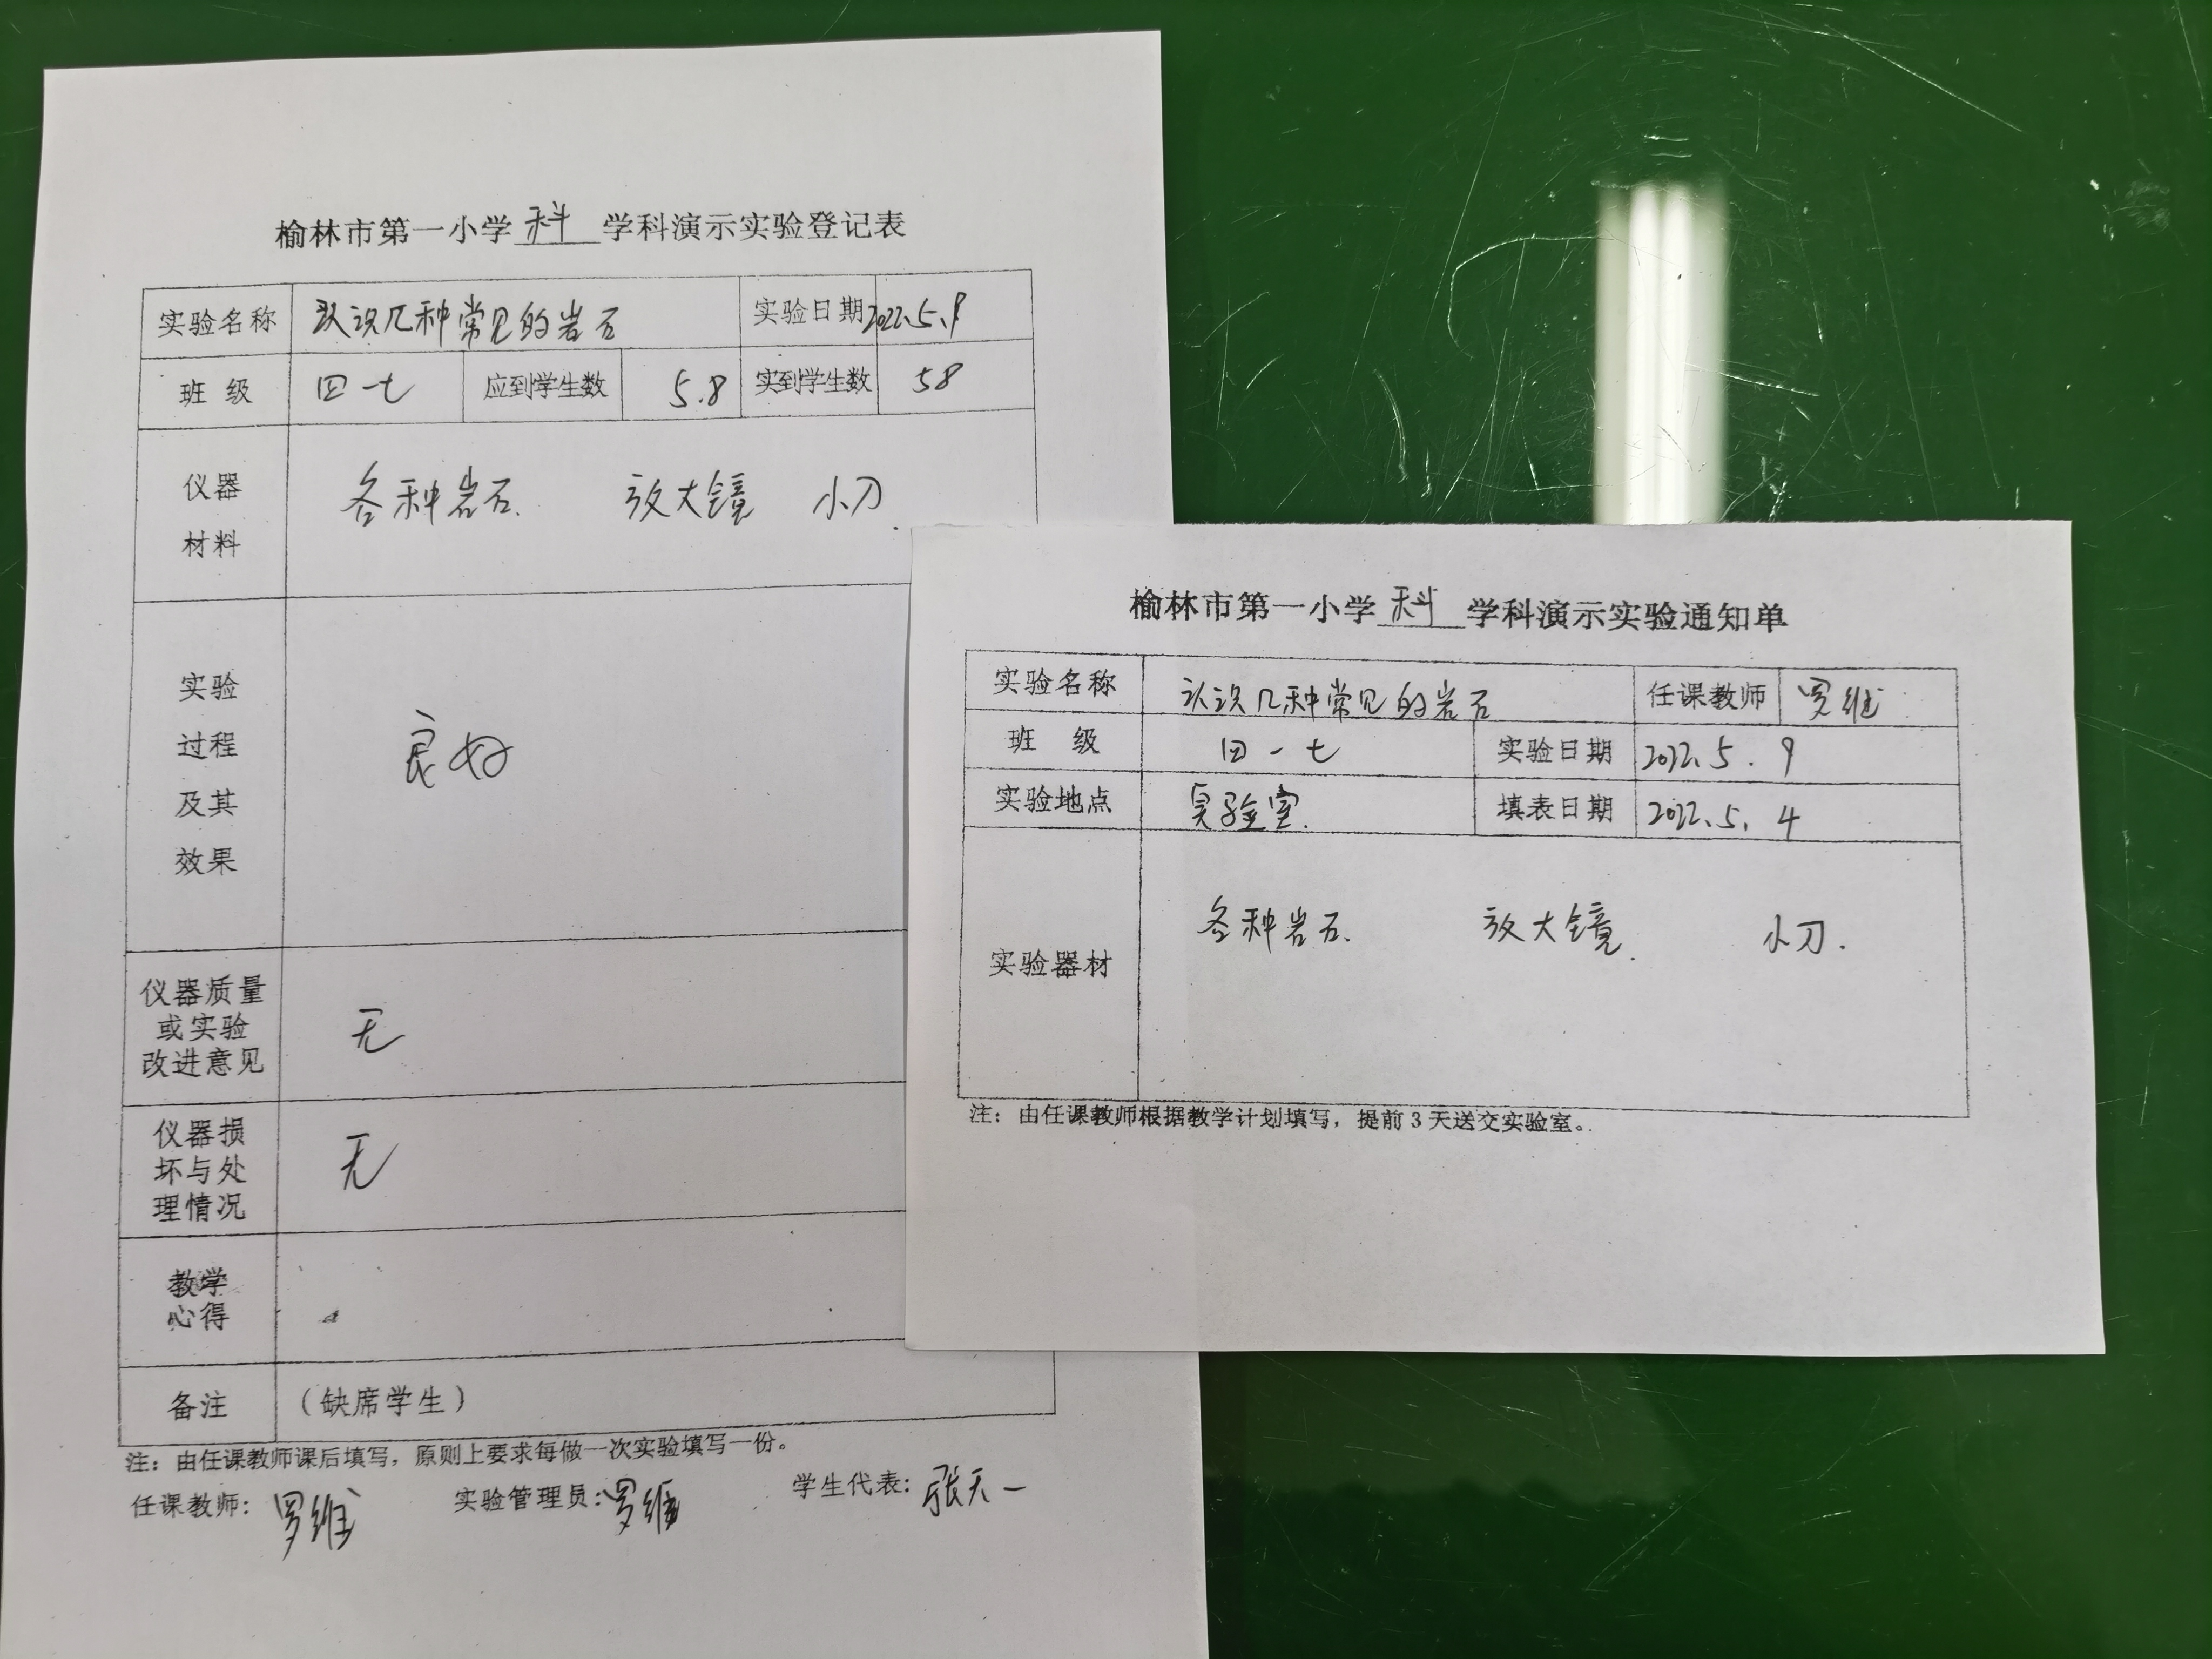 榆林市第一小学科学科演示实验登记表
实验名称 认识几种常见的岩石 实验日期 2022.5.9
班 级 四一七 应到学生数 5.8 实到学生数 58
仪器
材料
各种岩石. 放大镜 小刀.
实验
过程
及其
效果
良好
仪器质量
或实验
改进意见
无
仪器损
坏与处
理情况
无
教学
心得
备注 (缺席学生)
注：由任课教师课后填写，原则上要求每做一次实验填写一份。
任课教师：罗维 实验管理员：罗维 学生代表：张天一
榆林市第一小学科学科演示实验通知单
实验名称 认识几种常见的岩石 任课教师 罗维
班 级 四一七 实验日期 2022.5.9
实验地点 实验室. 填表日期 2022.5.4
实验器材 各种岩石. 放大镜. 小刀.
注：由任课教师根据教学计划填写，提前3天送交实验室。